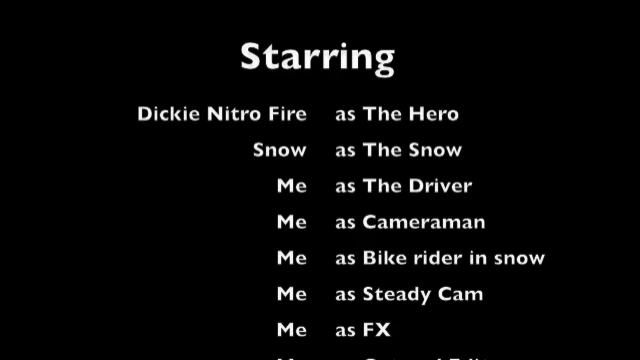 Starring
Dickie Nitro Fire as The Hero
Snow as The Snow
Me as The Driver
Me as Cameraman
Me as Bike rider in snow
Me as Steady Cam
Me as FX